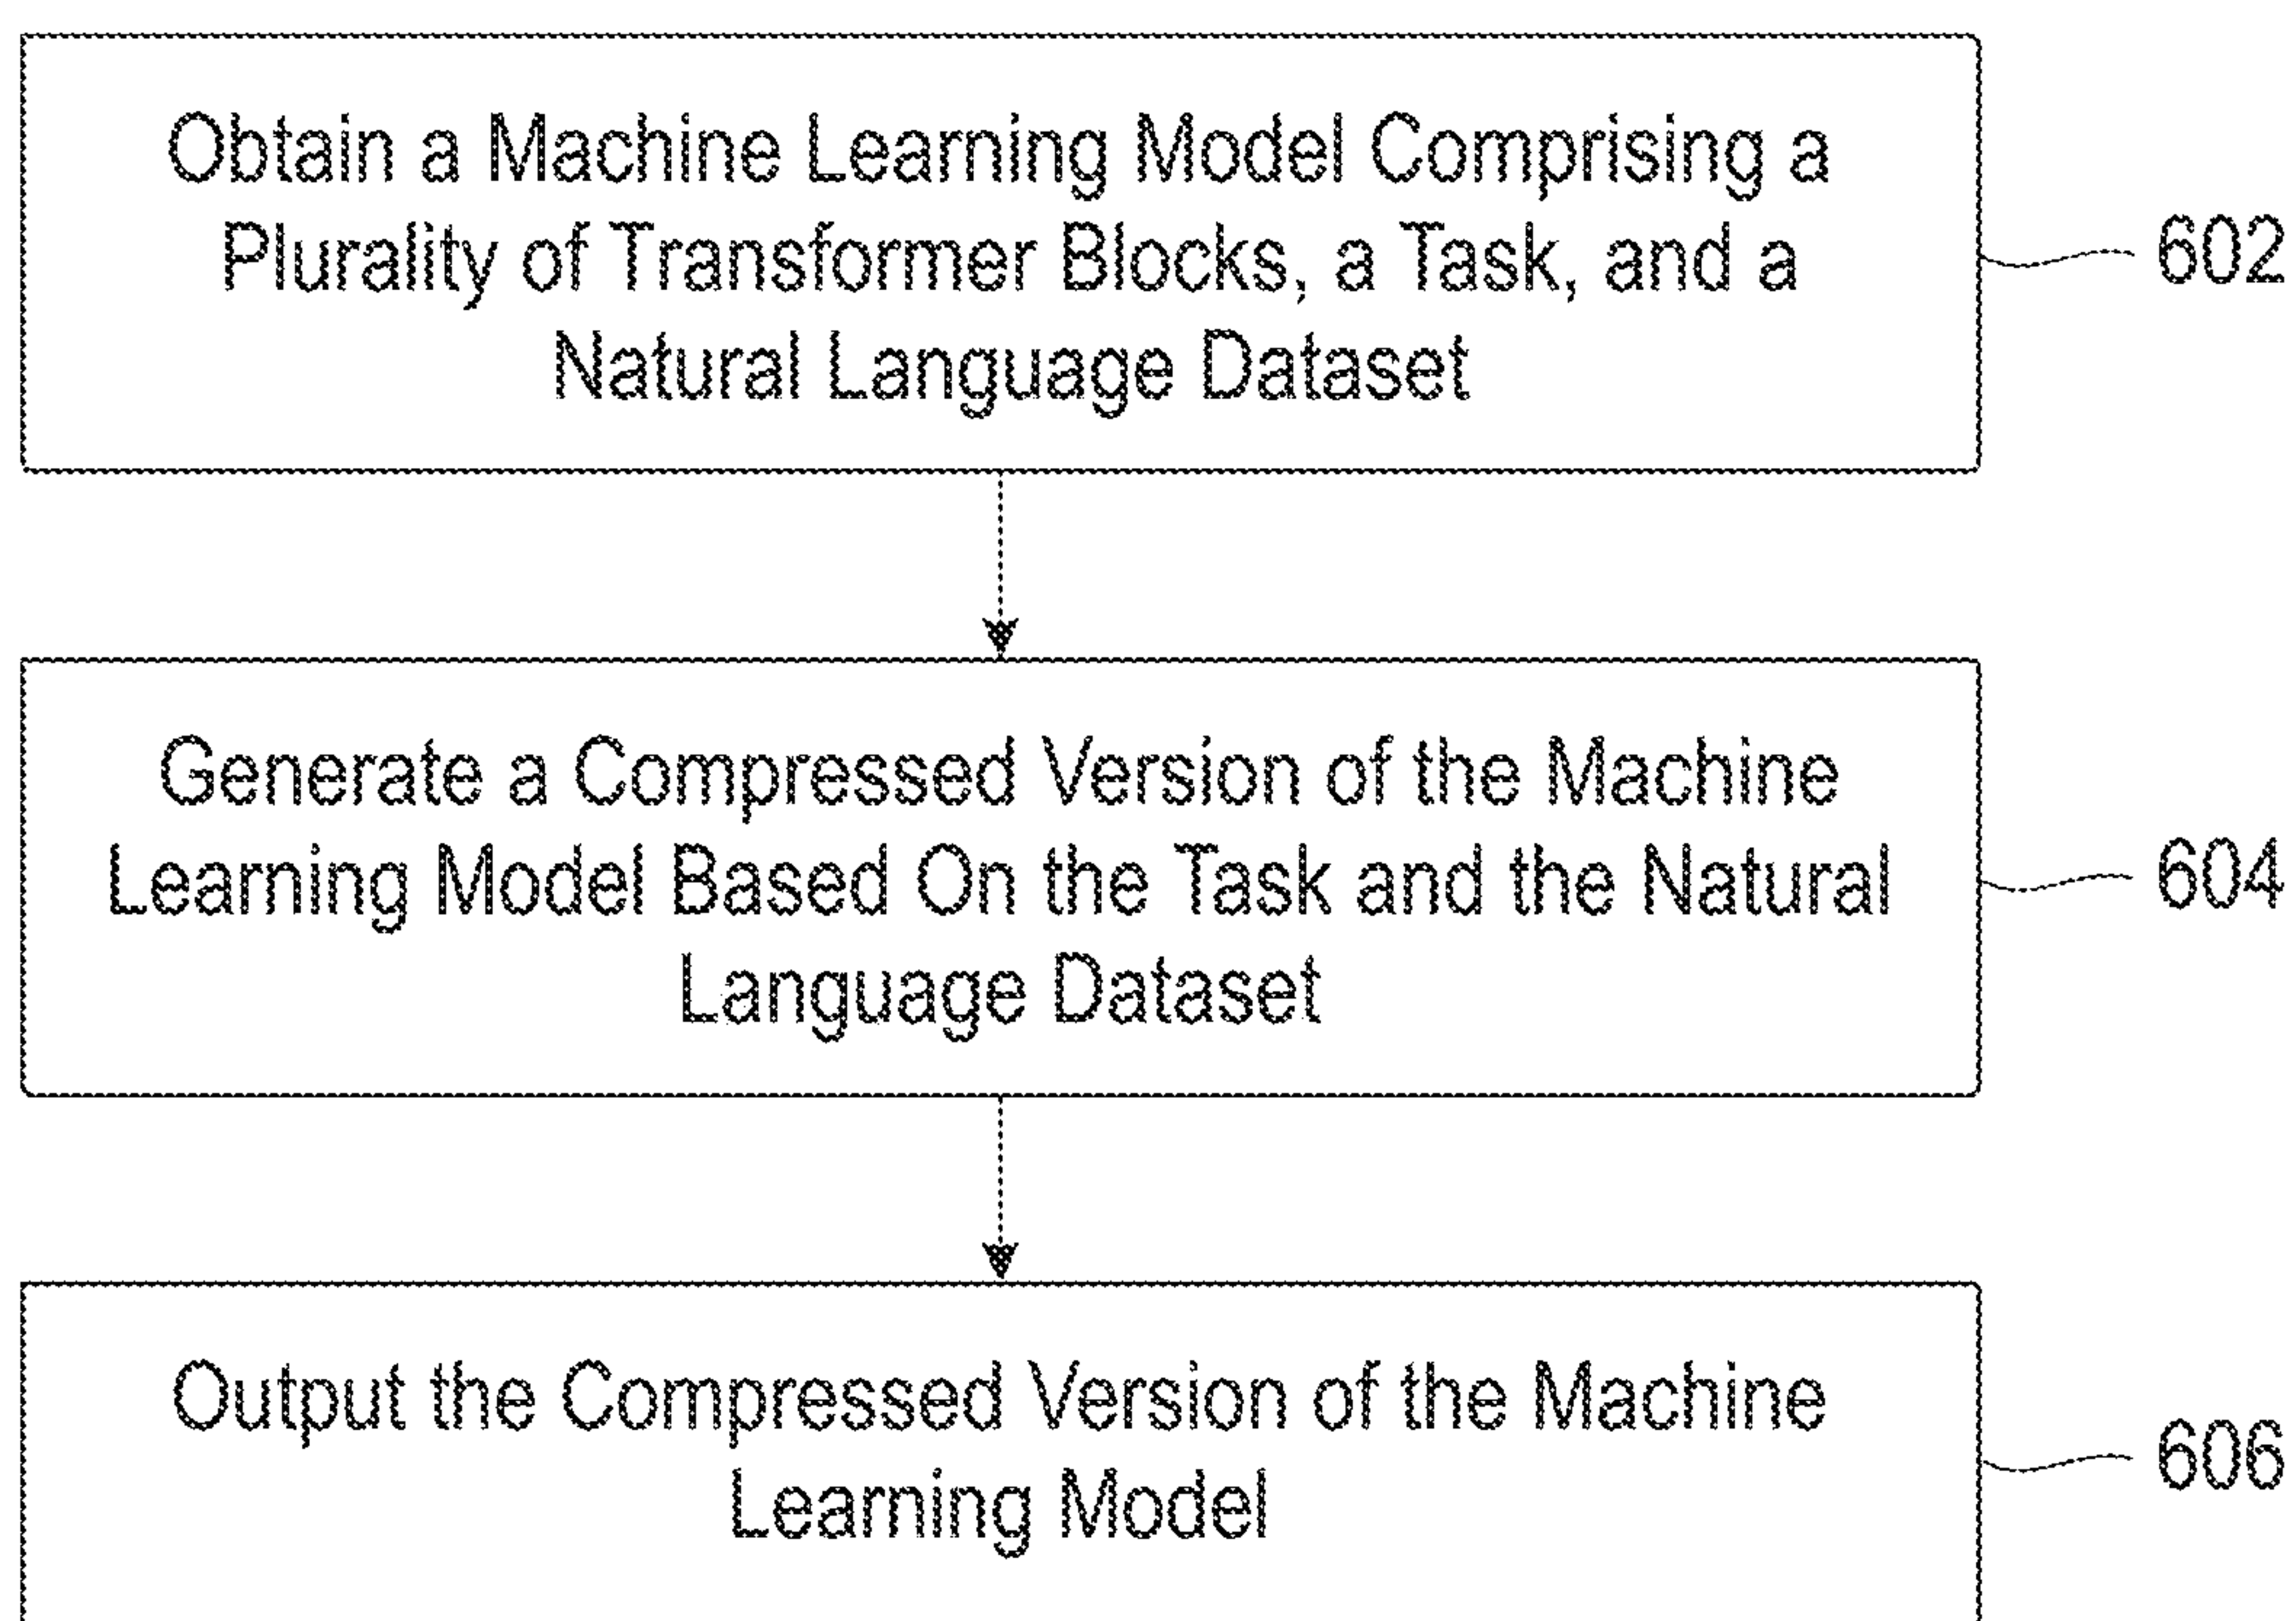 Obtain a Machine Learning Model Comprising a
Plurality of Transformer Blocks, a Task, and a
Natural Language Dataset
602
Generate a Compressed Version of the Machine
Learning Model Based On the Task and the Natural
Language Dataset
604
Output the Compressed Version of the Machine
Learning Model
606